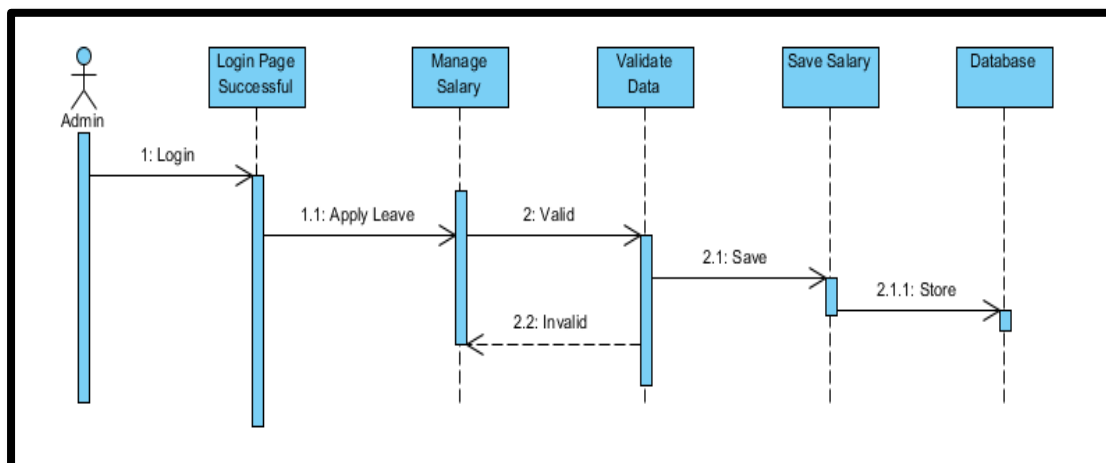 Login Page
Successful
Manage
Salary
Validate
Data
Save Salary
Database
Admin
1: Login
1.1: Apply Leave
2: Valid
2.1: Save
2.1.1: Store
2.2: Invalid